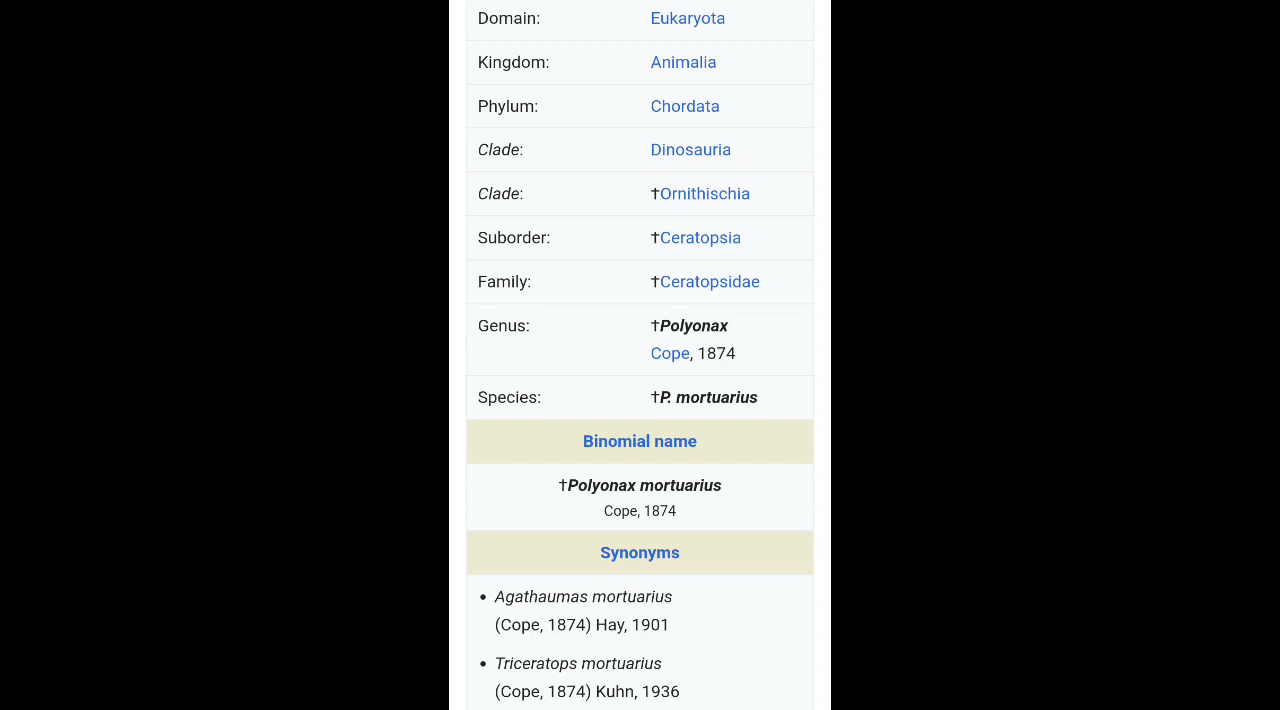 Domain: Eukaryota
Kingdom: Animalia
Phylum: Chordata
Clade: Dinosauria
Clade: †Ornithischia
Suborder: †Ceratopsia
Family: †Ceratopsidae
Genus: †Polyonax
Cope, 1874
Species: †P. mortuarius
Binomial name
†Polyonax mortuarius
Cope, 1874
Synonyms
• Agathaumas mortuarius
(Cope, 1874) Hay, 1901
• Triceratops mortuarius
(Cope, 1874) Kuhn, 1936